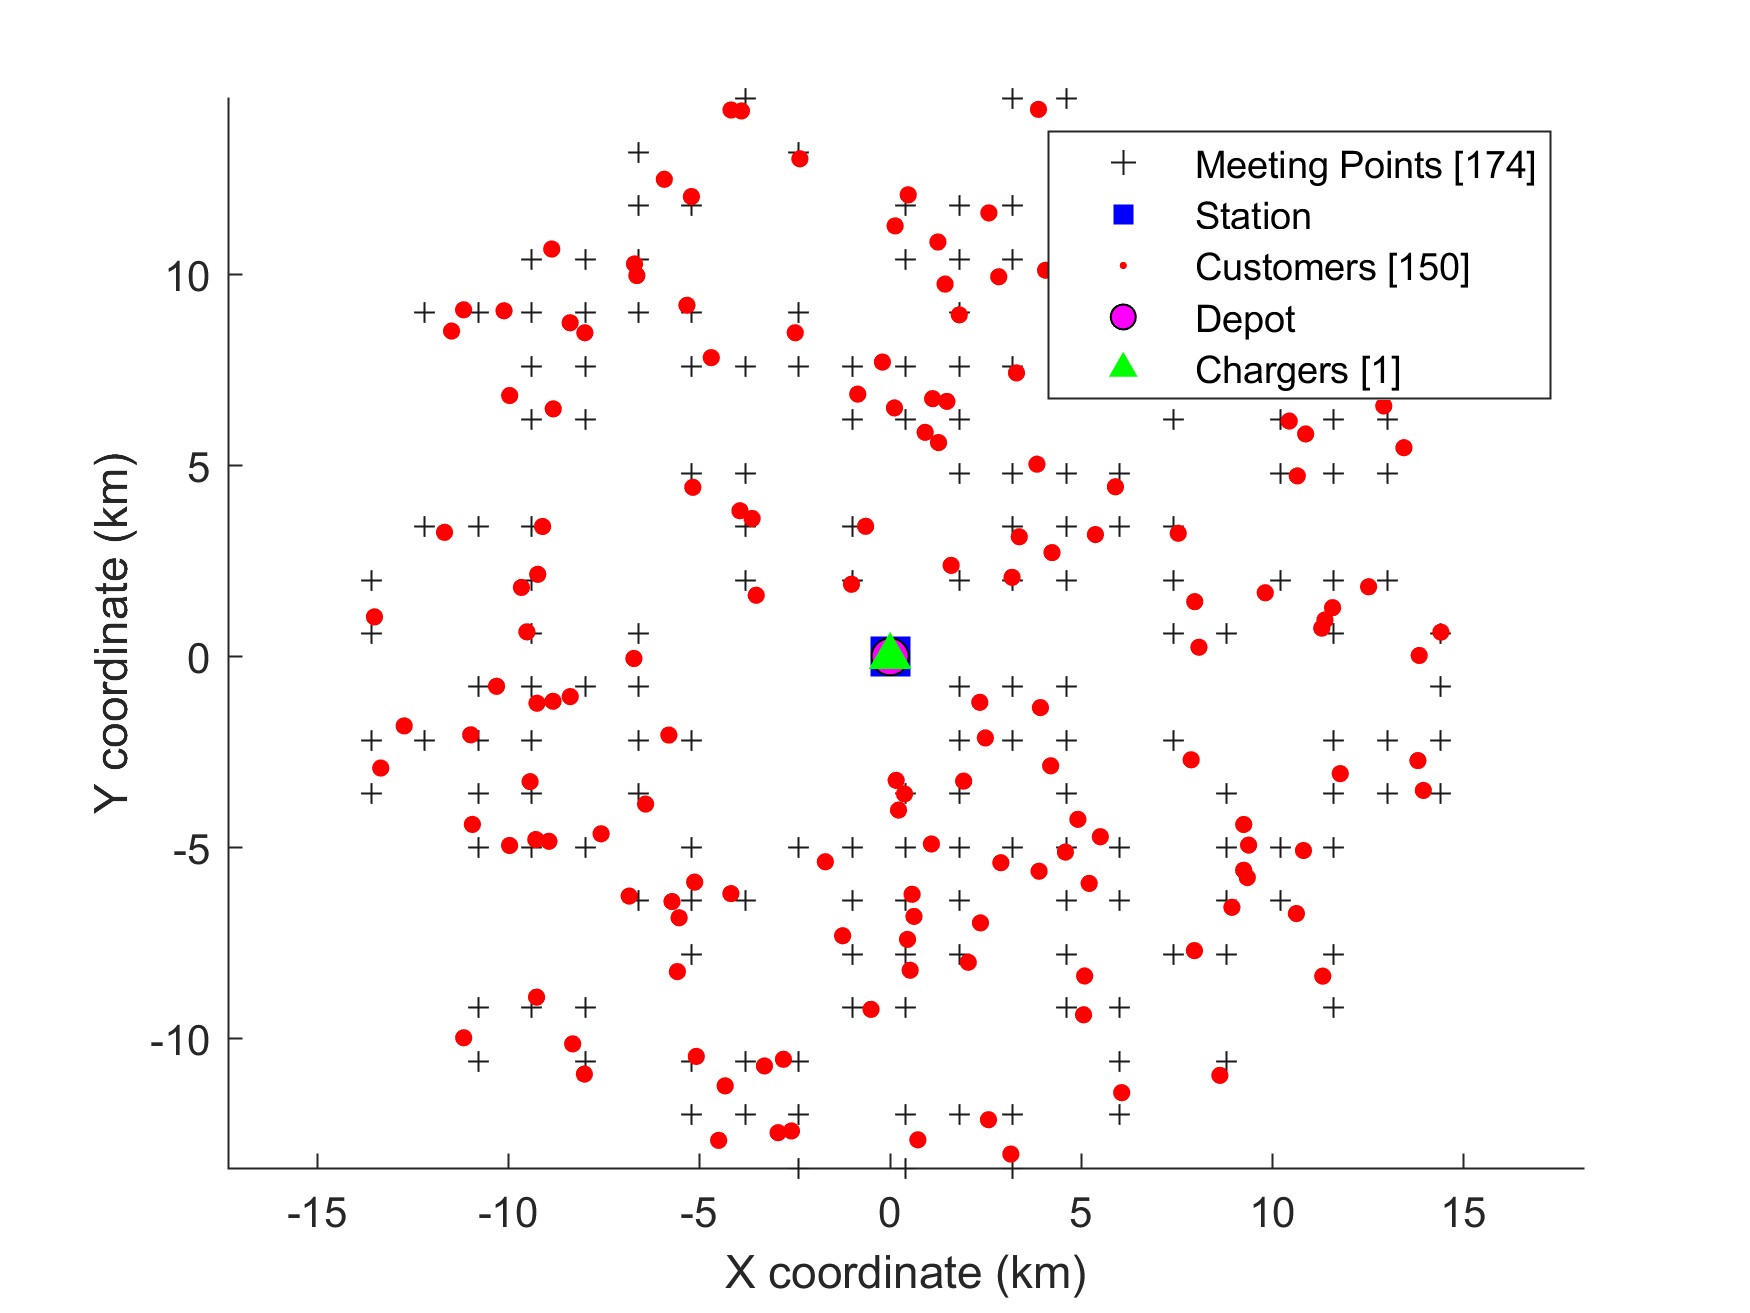 Meeting Points [174]
Station
Customers [150]
Depot
Chargers [1]
10
5
0
-5
-10
Y coordinate (km)
-15 -10 -5 0 5 10 15
X coordinate (km)